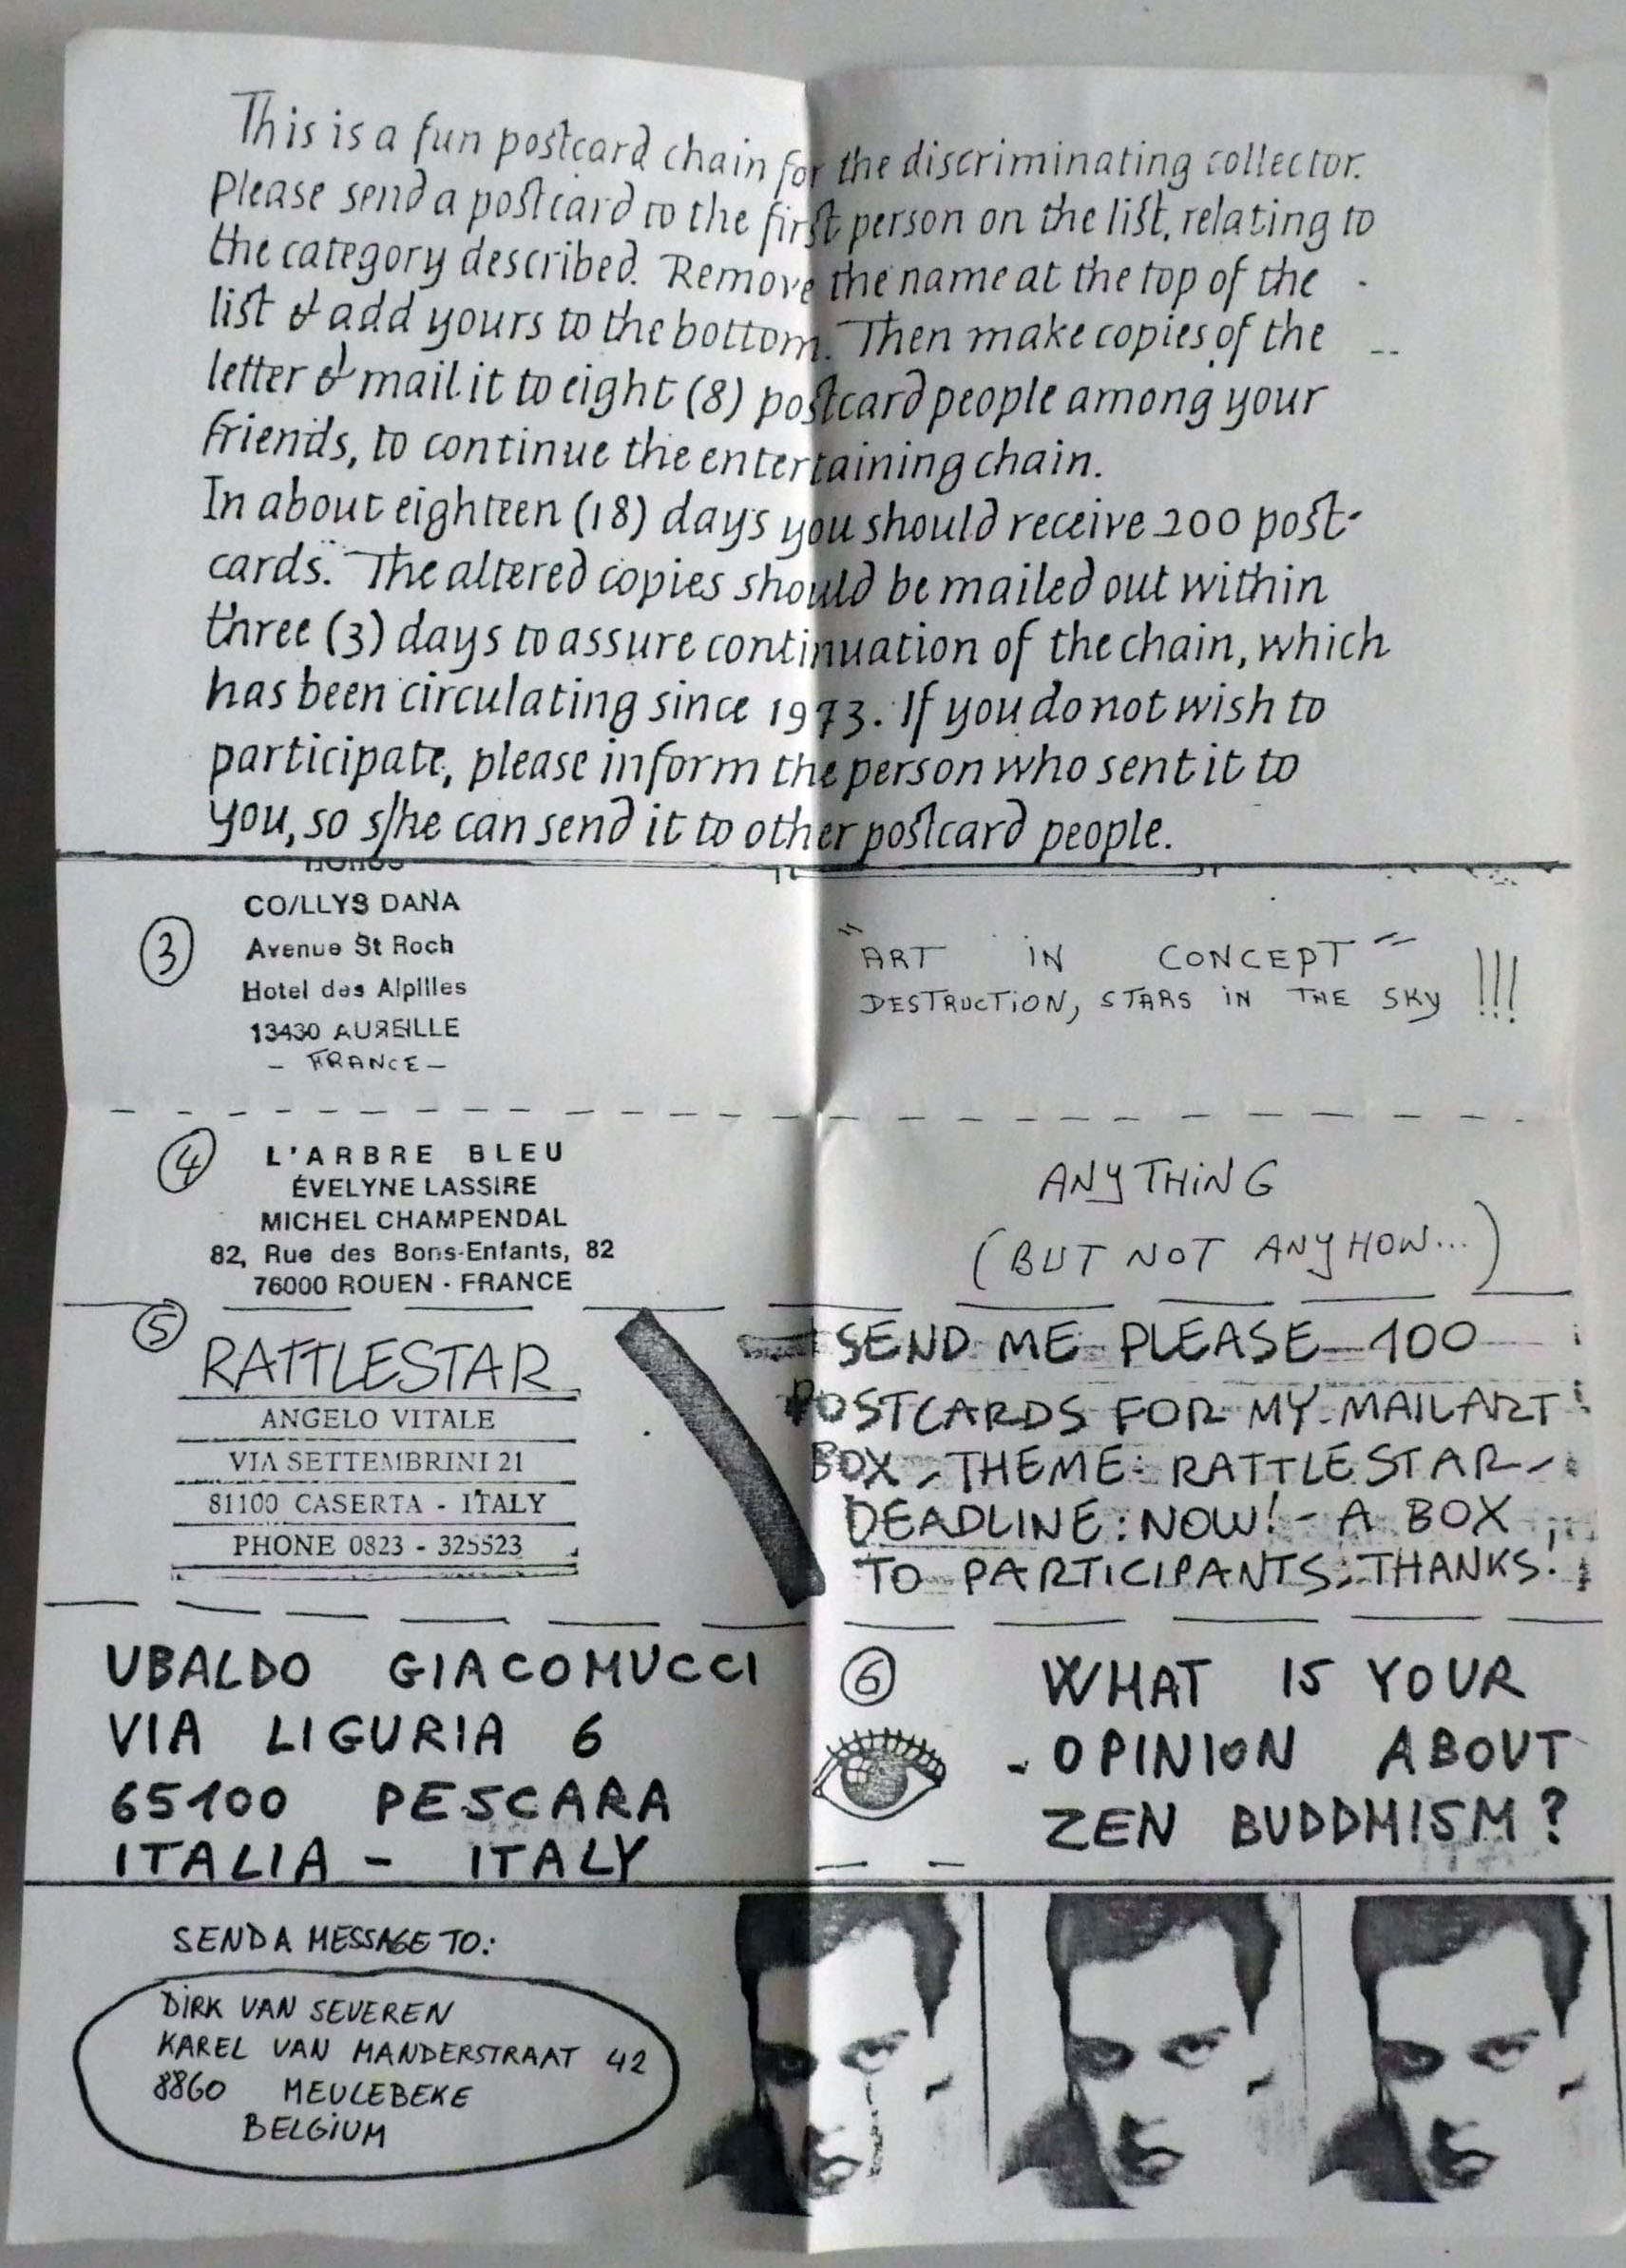 This is a fun postcard chain for the discriminating collector.
Please send a postcard to the first person on the list, relating to
the category described. Remove the name at the top of the
list & add yours to the bottom. Then make copies of the
letter & mail it to eight (8) postcard people among your
friends, to continue the entertaining chain.
In about eighteen (18) days you should receive 200 post-
cards. The altered copies should be mailed out within
three (3) days to assure continuation of the chain, which
has been circulating since 1973. If you do not wish to
participate, please inform the person who sent it to
you, so s/he can send it to other postcard people.
3
CO/LLYS DANA
Avenue St Roch
Hotel des Alpilles
13430 AUREILLE
- FRANCE -
"ART IN CONCEPT"
DESTRUCTION, STARS IN THE SKY !!!
4
L'ARBRE BLEU
ÉVELYNE LASSIRE
MICHEL CHAMPENDAL
82, Rue des Bons-Enfants, 82
76000 ROUEN - FRANCE
ANYTHING
(BUT NOT ANYHOW...)
5
RATTLESTAR
ANGELO VITALE
VIA SETTEMBRINI 21
81100 CASERTA - ITALY
PHONE 0823 - 325523
SEND ME PLEASE 100
POSTCARDS FOR MY MAILART
BOX - THEME: RATTLESTAR -
DEADLINE: NOW! - A BOX
TO PARTICIPANTS: THANKS!
UBALDO GIACOMUCCI
VIA LIGURIA 6
65100 PESCARA
ITALIA - ITALY
6
WHAT IS YOUR
OPINION ABOUT
ZEN BUDDHISM?
SEND A MESSAGE TO:
DIRK VAN SEVEREN
KAREL VAN MANDERSTRAAT 42
8860 MEULEBEKE
BELGIUM